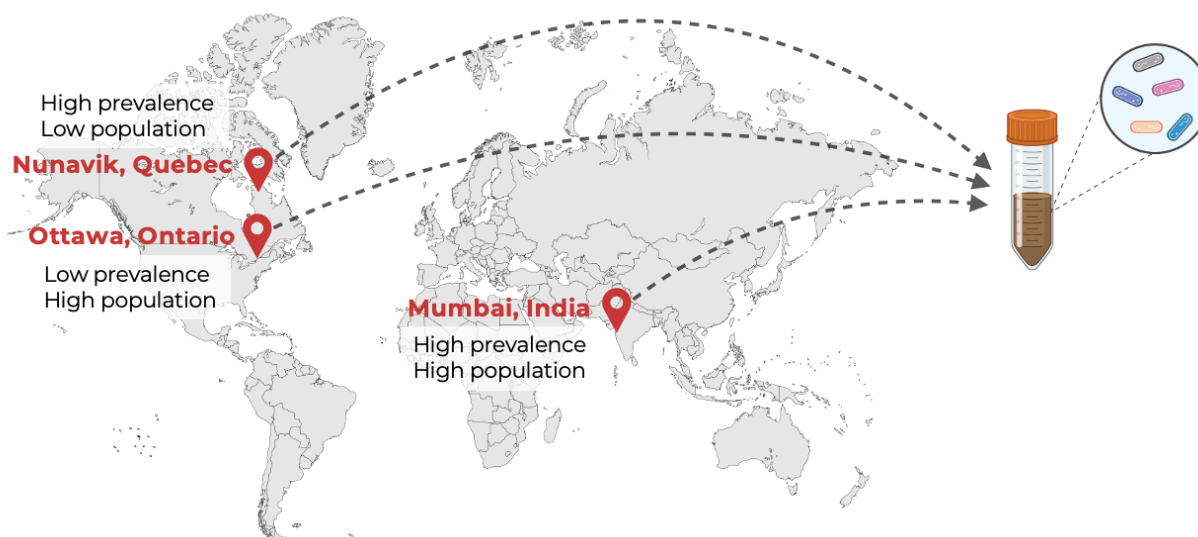 High prevalence
Low population
Nunavik, Quebec
Ottawa, Ontario
Low prevalence
High population
Mumbai, India
High prevalence
High population